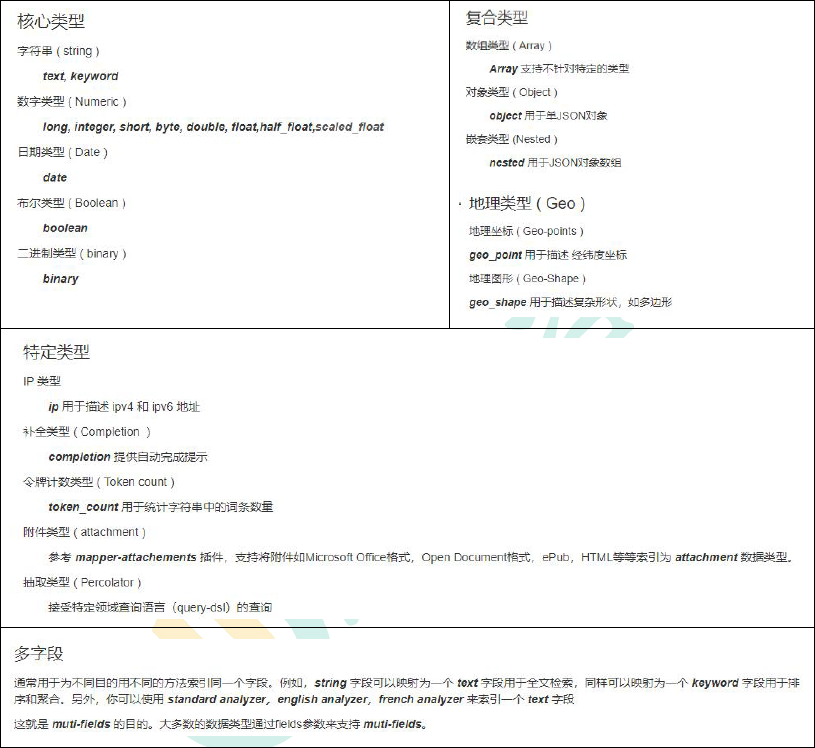 核心类型
字符串 ( string )
text, keyword
数字类型 ( Numeric )
long, integer, short, byte, double, float,half_float,scaled_float
日期类型 ( Date )
date
布尔类型 ( Boolean )
boolean
二进制类型 ( binary )
binary
复合类型
数组类型 ( Array )
Array 支持不针对特定的类型
对象类型 ( Object )
object 用于单JSON对象
嵌套类型 (Nested )
nested 用于JSON对象数组
· 地理类型 ( Geo )
地理坐标 ( Geo-points )
geo_point 用于描述 经纬度坐标
地理图形 ( Geo-Shape )
geo_shape 用于描述复杂形状，如多边形
特定类型
IP 类型
ip 用于描述 ipv4 和 ipv6 地址
补全类型 ( Completion )
completion 提供自动完成提示
令牌计数类型 ( Token count )
token_count 用于统计字符串中的词条数量
附件类型 ( attachment )
参考 mapper-attachements 插件，支持将附件如Microsoft Office格式，Open Document格式，ePub，HTML等等索引为 attachment 数据类型。
抽取类型 ( Percolator )
接受特定领域查询语言（query-dsl）的查询
多字段
通常用于为不同目的用不同的方法索引同一个字段。例如，string 字段可以映射为一个 text 字段用于全文检索，同样可以映射为一个 keyword 字段用于排
序和聚合。另外，你可以使用 standard analyzer，english analyzer，french analyzer 来索引一个 text 字段
这就是 muti-fields 的目的。大多数的数据类型通过fields参数来支持 muti-fields。